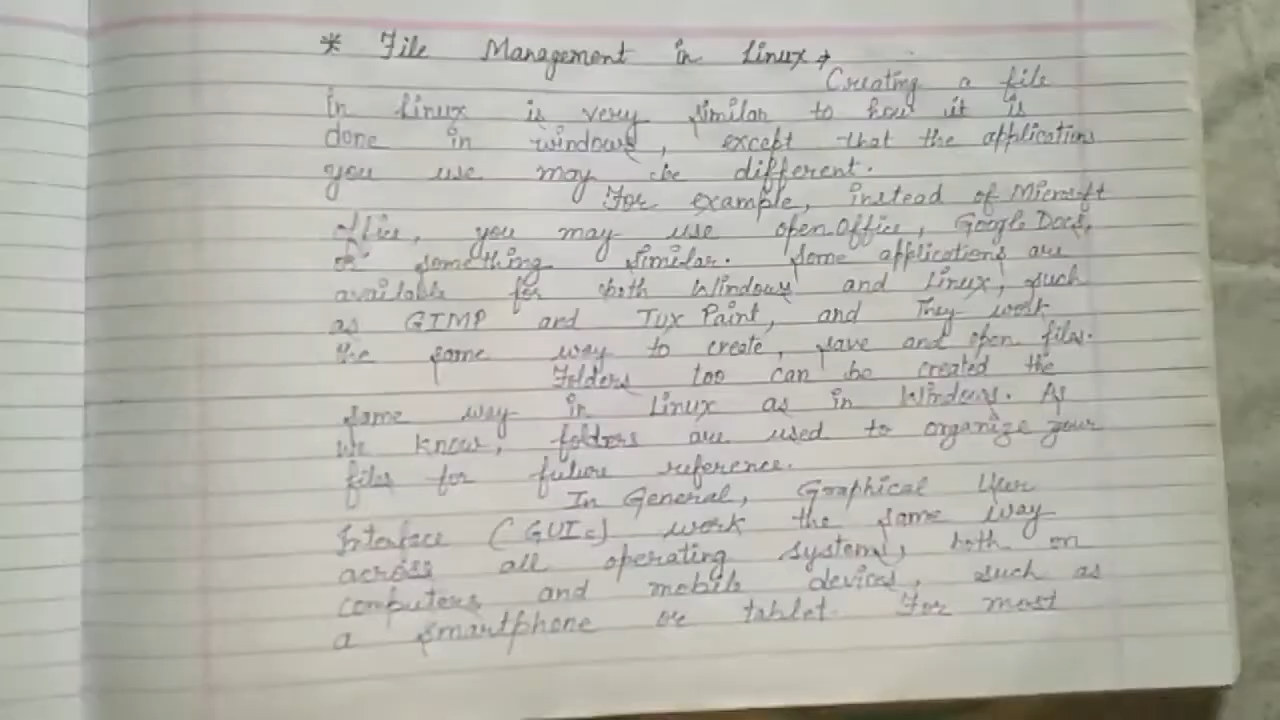 * File Management in Linux →
Creating a file
in Linux is very similar to how it is
done in windows, except that the applications
you use may be different.
For example, instead of Microsoft
office, you may use open Office, Google Docs,
or something similar. Some applications are
available for both Windows and Linux, such
as GIMP and Tux Paint, and They work
the same way to create, save and open files.
Folders too can be created the
same way in Linux as in Windows. As
we know, folders are used to organize your
files for future reference.
In General, Graphical User
Interface (GUIs) work the same way
across all operating systems, both on
computers and mobile devices, such as
a smartphone or tablet. For most